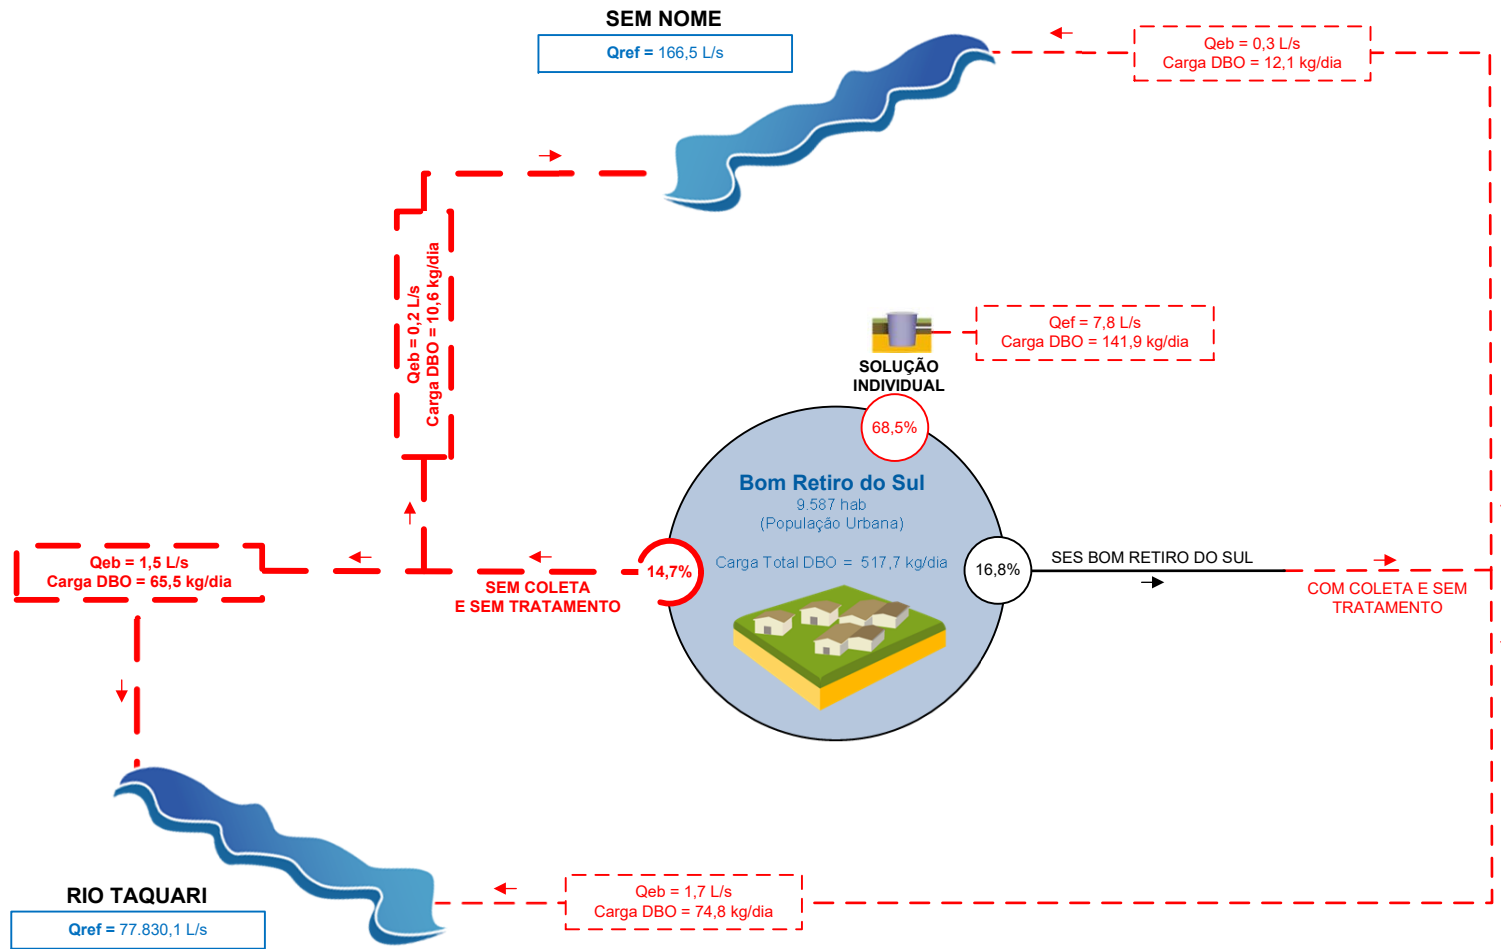 SEM NOME
Qref = 166,5 L/s
Qeb = 0,3 L/s
Carga DBO = 12,1 kg/dia
Qeb = 0,2 L/s
Carga DBO = 10,6 kg/dia
Qef = 7,8 L/s
Carga DBO = 141,9 kg/dia
SOLUÇÃO
INDIVIDUAL
68,5%
Bom Retiro do Sul
9.587 hab
(População Urbana)
Carga Total DBO = 517,7 kg/dia
Qeb = 1,5 L/s
Carga DBO = 65,5 kg/dia
SEM COLETA
E SEM TRATAMENTO
14,7%
16,8%
SES BOM RETIRO DO SUL
COM COLETA E SEM
TRATAMENTO
RIO TAQUARI
Qref = 77.830,1 L/s
Qeb = 1,7 L/s
Carga DBO = 74,8 kg/dia